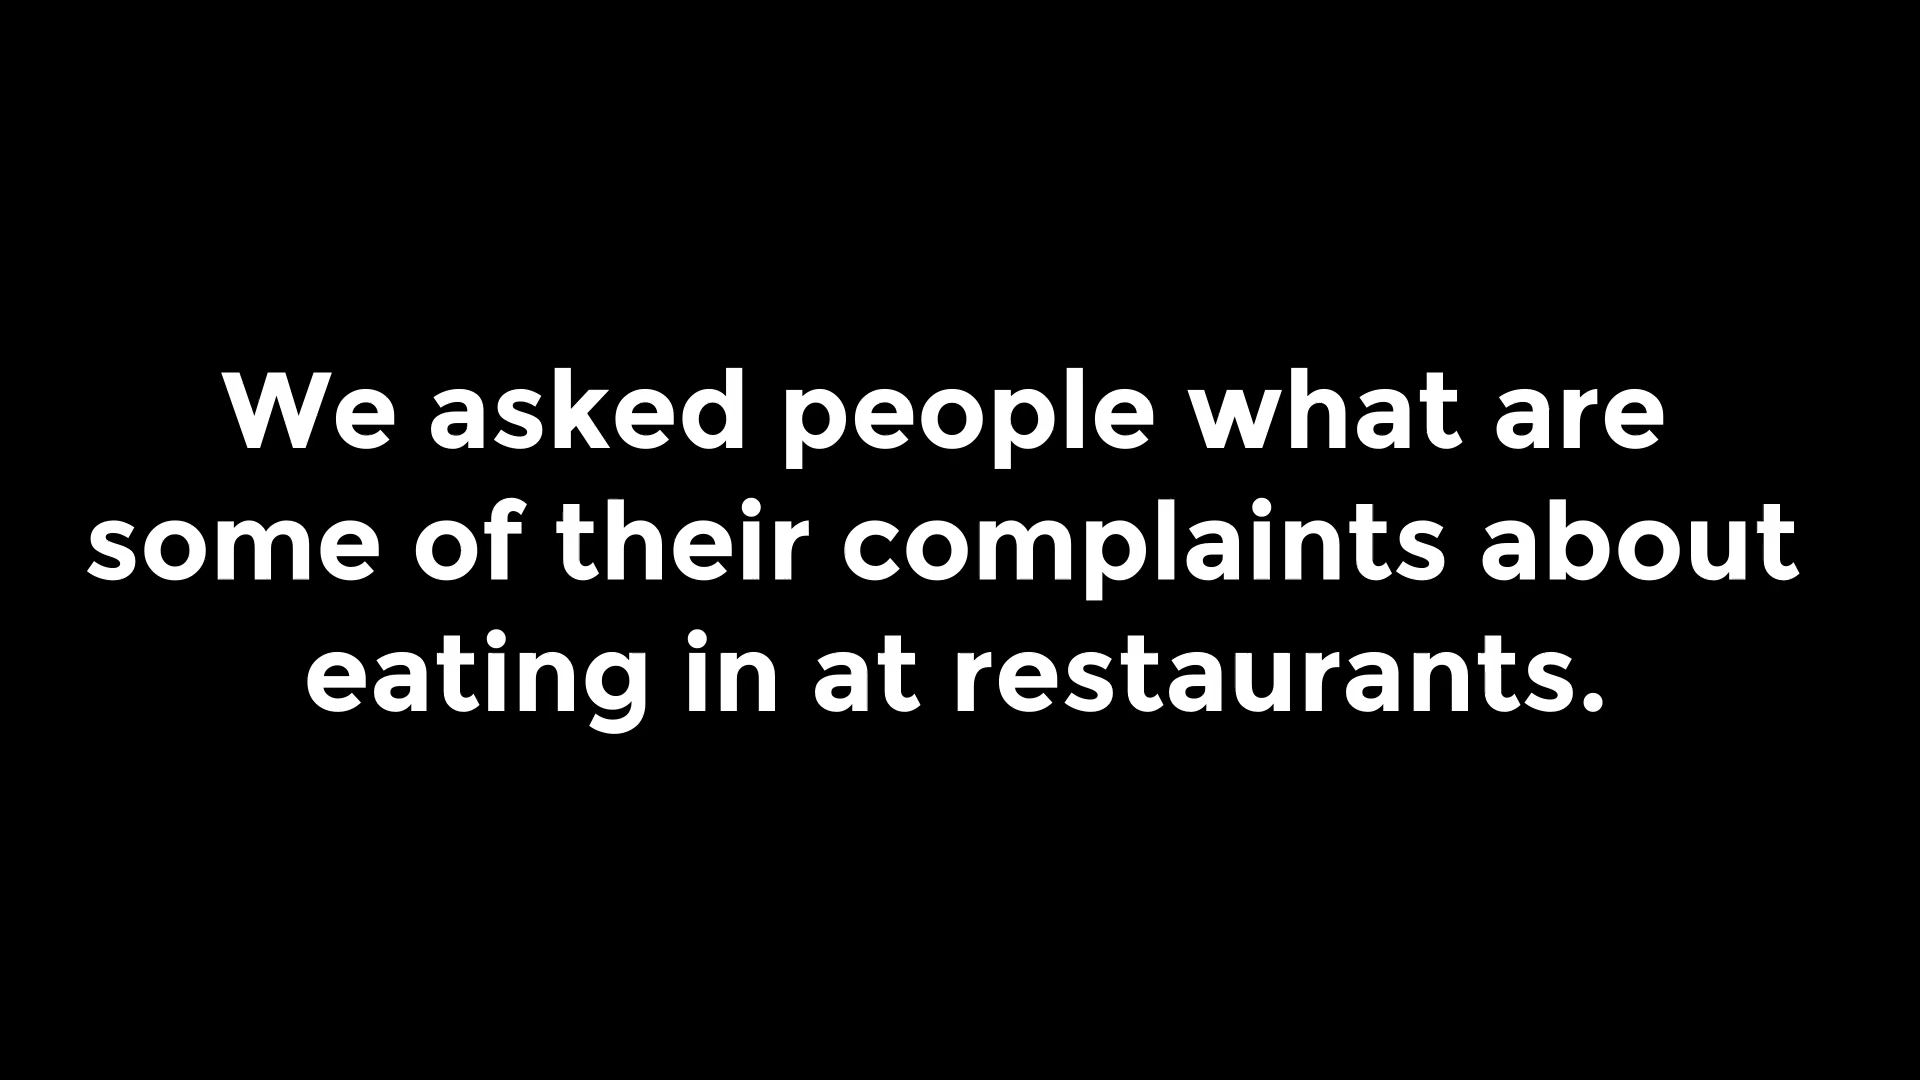 We asked people what are
some of their complaints about
eating in at restaurants.